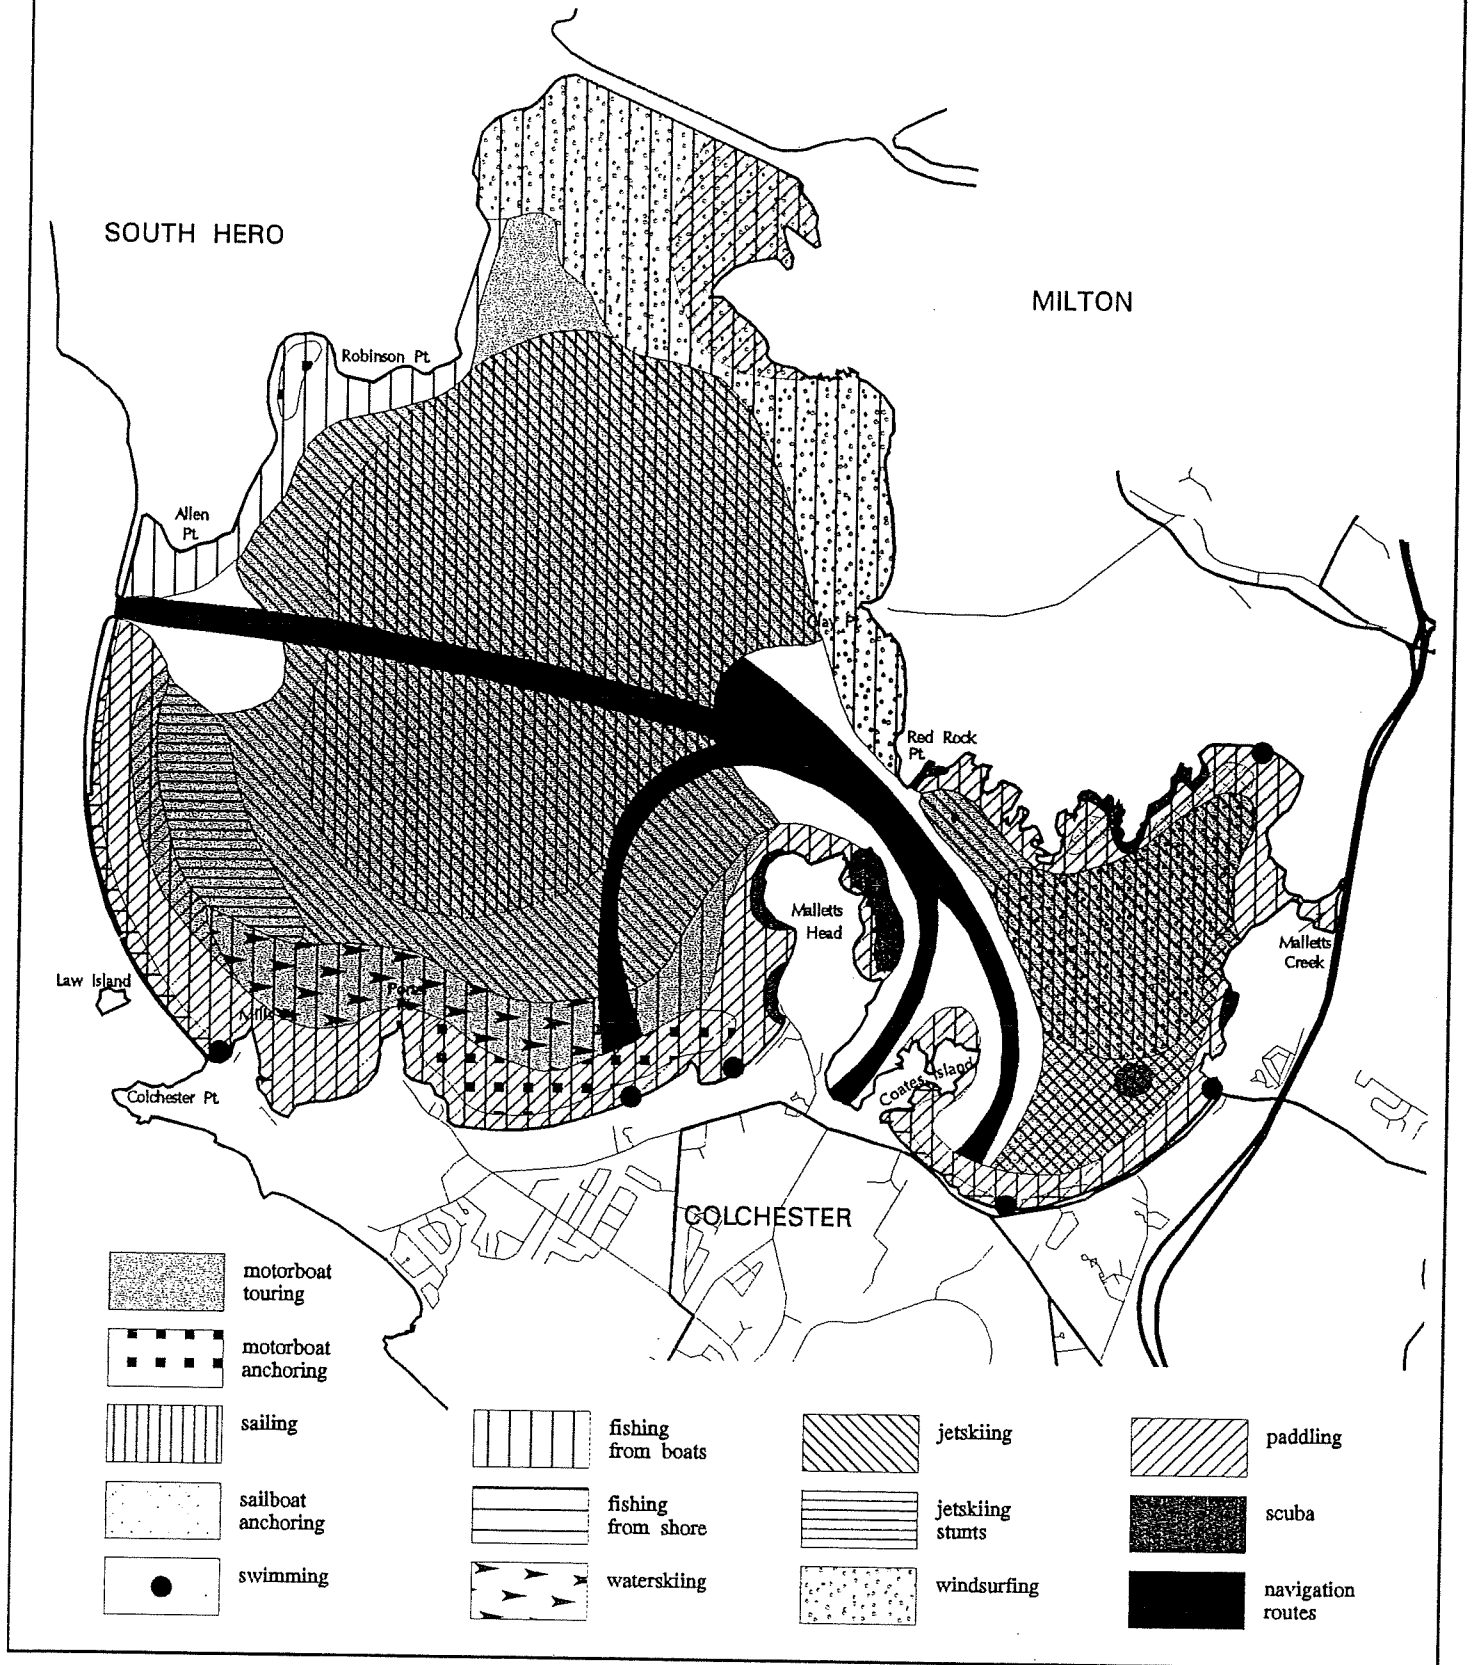 SOUTH HERO
MILTON
Robinson Pt.
Allen
Pt.
Clay Pt.
Red Rock
Pt.
Malletts
Head
Malletts
Creek
Law Island
Mills Pt.
Coates Island
Colchester Pt.
COLCHESTER
motorboat
touring
motorboat
anchoring
sailing
sailboat
anchoring
swimming
fishing
from boats
fishing
from shore
waterskiing
jetskiing
jetskiing
stunts
windsurfing
paddling
scuba
navigation
routes